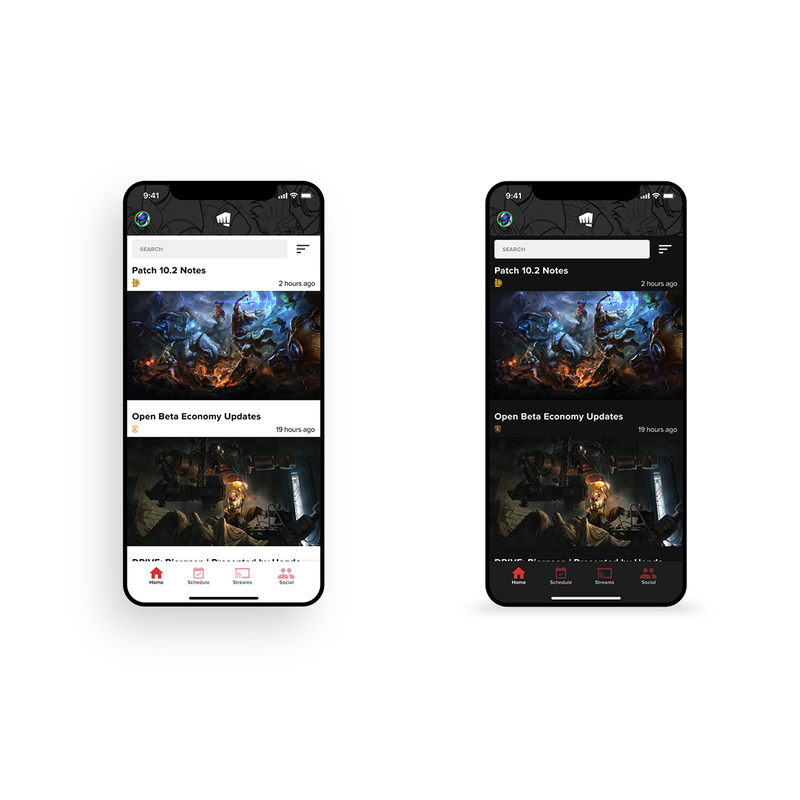 9:41
SEARCH
Patch 10.2 Notes
2 hours ago
Open Beta Economy Updates
19 hours ago
Home
Schedule
Streams
Social
9:41
SEARCH
Patch 10.2 Notes
2 hours ago
Open Beta Economy Updates
19 hours ago
Home
Schedule
Streams
Social